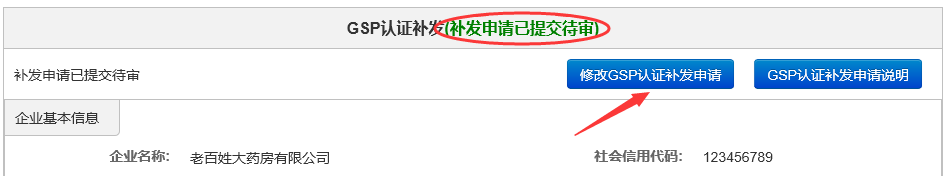 GSP认证补发(补发申请已提交待审)
补发申请已提交待审 修改GSP认证补发申请 GSP认证补发申请说明
企业基本信息
企业名称: 老百姓大药房有限公司 社会信用代码: 123456789